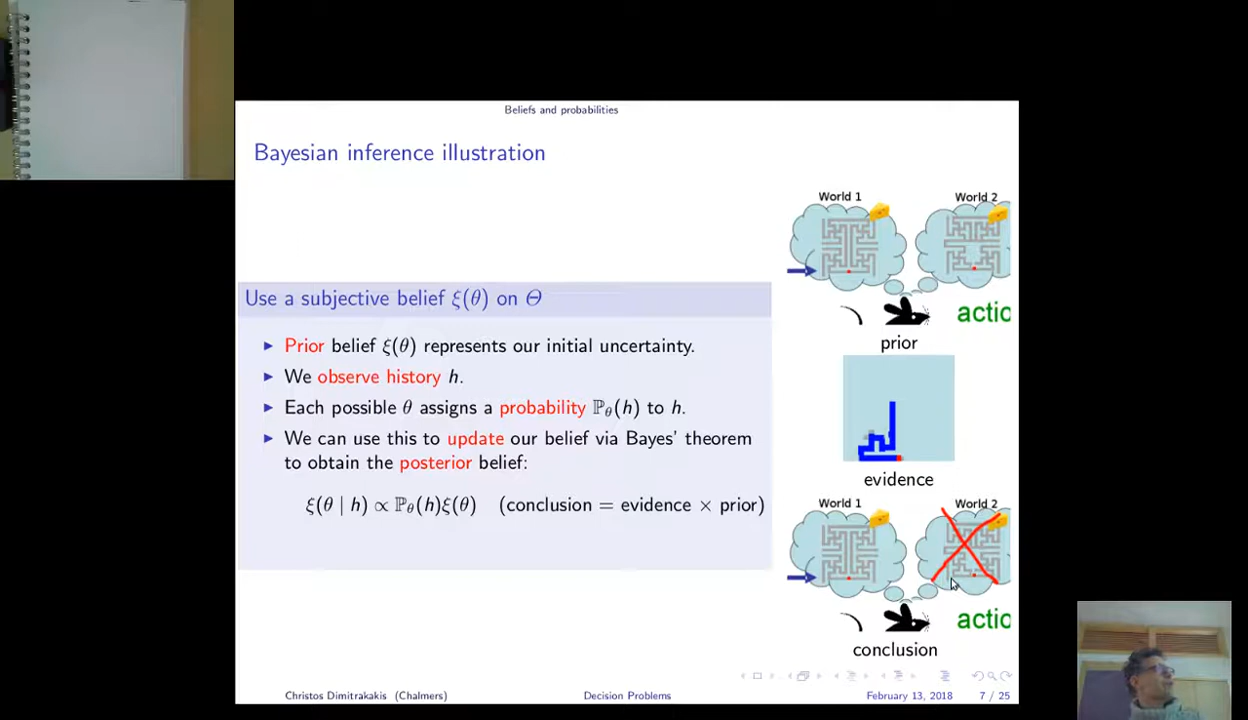 Beliefs and probabilities
Bayesian inference illustration
Use a subjective belief ξ(θ) on Θ
▶ Prior belief ξ(θ) represents our initial uncertainty.
▶ We observe history h.
▶ Each possible θ assigns a probability ℙθ(h) to h.
▶ We can use this to update our belief via Bayes' theorem
to obtain the posterior belief:
ξ(θ | h) ∝ ℙθ(h)ξ(θ) (conclusion = evidence × prior)
World 1 World 2
actio
prior
evidence
World 1 World 2
actio
conclusion
Christos Dimitrakakis (Chalmers) Decision Problems February 13, 2018 7 / 25